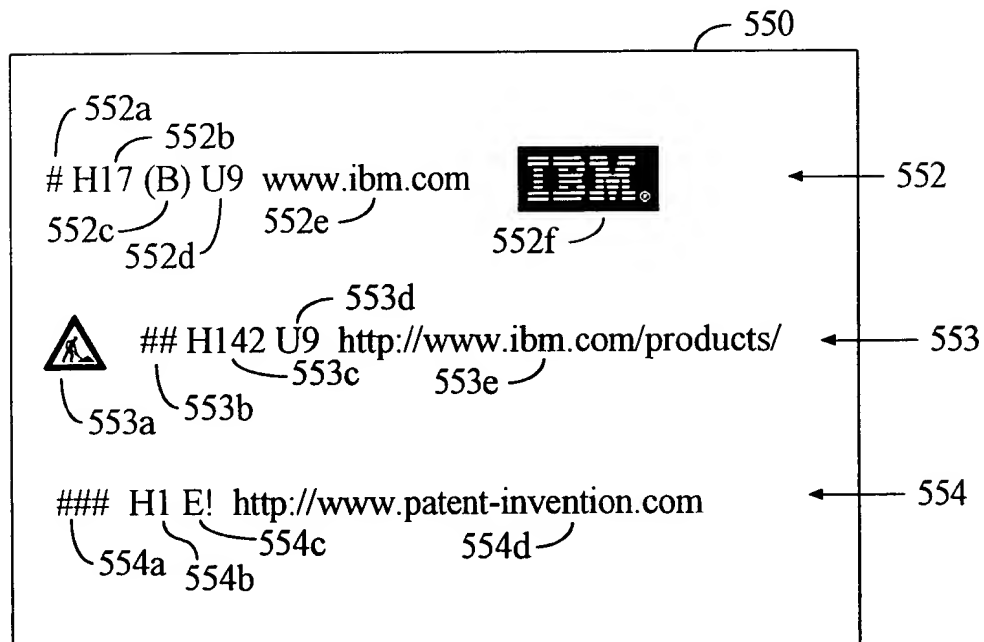 550
552a
552b
# H17 (B) U9 www.ibm.com IBM® 552
552c 552d 552e 552f
553d
## H142 U9 http://www.ibm.com/products/ 553
553a 553b 553c 553e
### H1 E! http://www.patent-invention.com 554
554a 554b 554c 554d